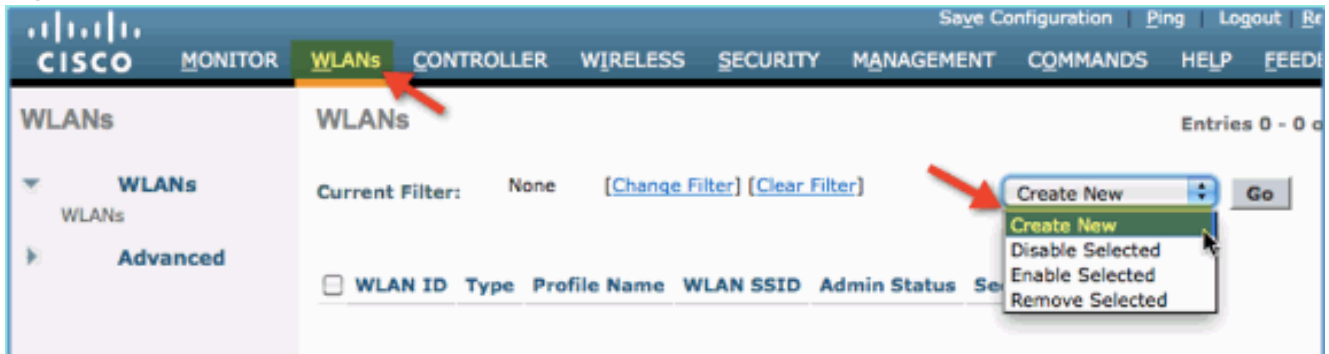 Save Configuration | Ping | Logout
CISCO MONITOR WLANs CONTROLLER WIRELESS SECURITY MANAGEMENT COMMANDS HELP
WLANs
WLANs
WLANs
Advanced
WLANs
Entries 0 - 0
Current Filter: None [Change Filter] [Clear Filter]
Create New
Go
Create New
Disable Selected
Enable Selected
Remove Selected
WLAN ID Type Profile Name WLAN SSID Admin Status